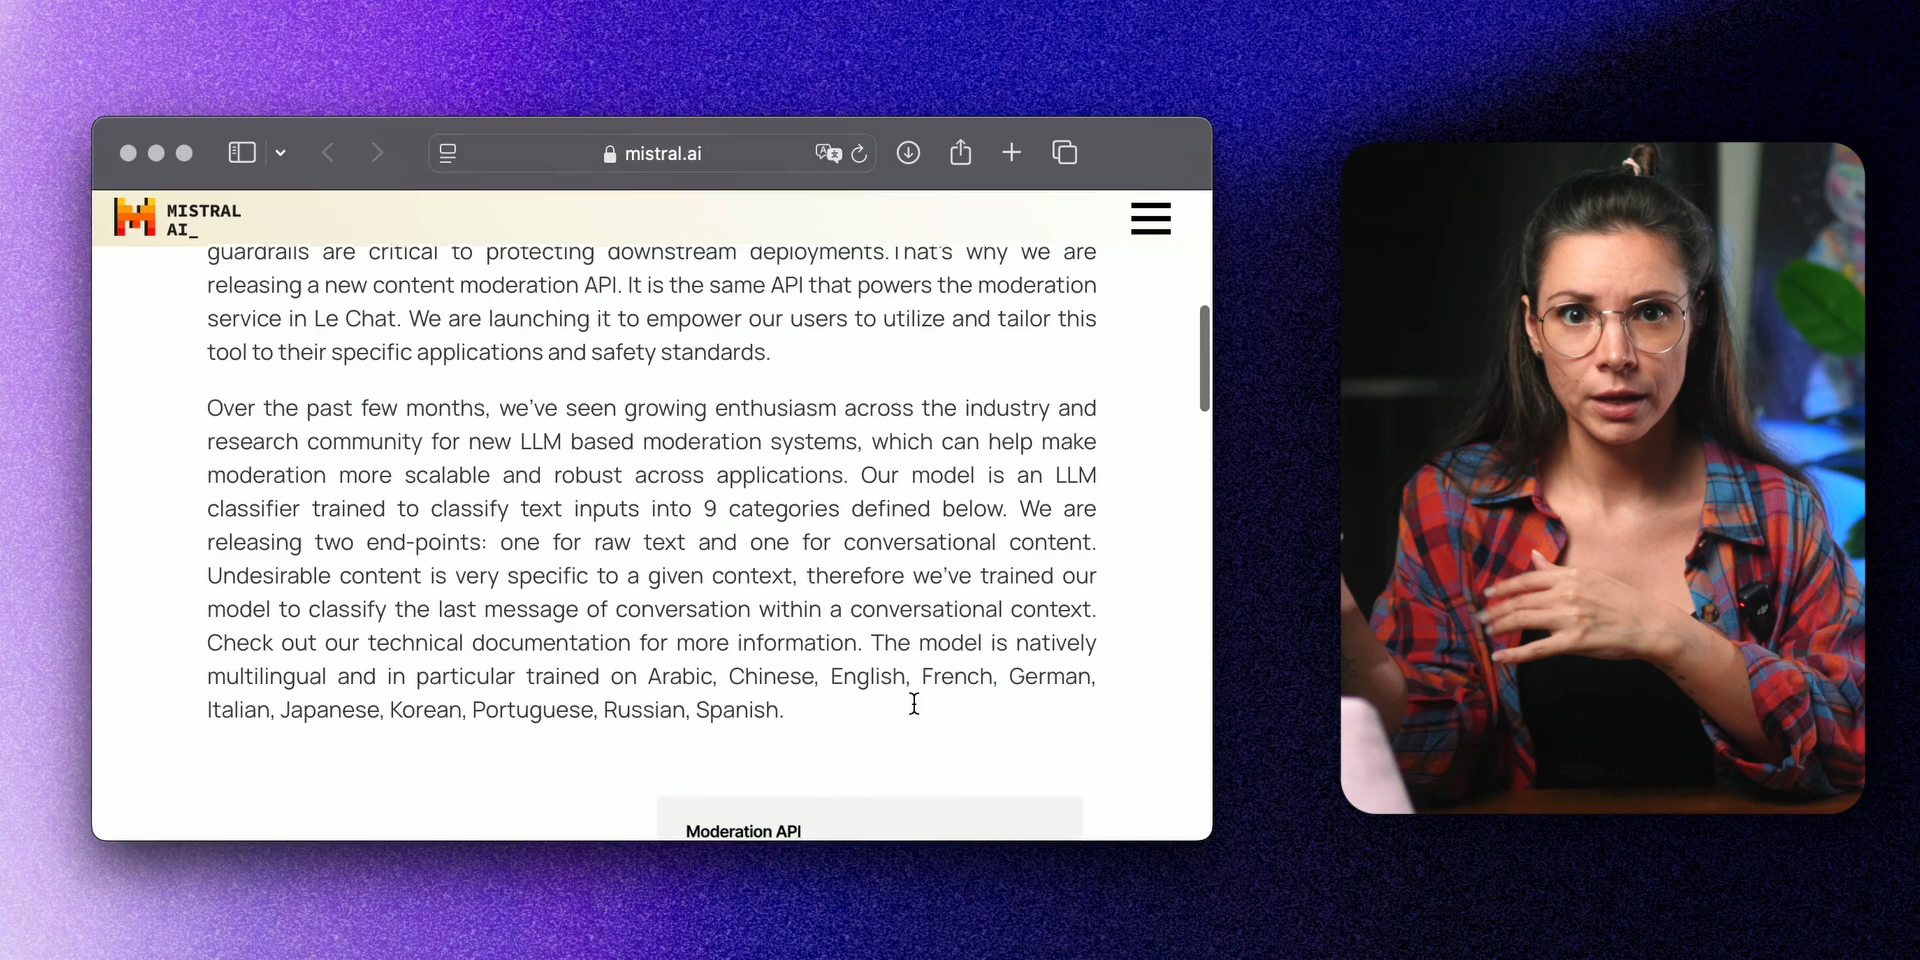 mistral.ai
MISTRAL
AI_
guardrails are critical to protecting downstream deployments.That's why we are
releasing a new content moderation API. It is the same API that powers the moderation
service in Le Chat. We are launching it to empower our users to utilize and tailor this
tool to their specific applications and safety standards.
Over the past few months, we've seen growing enthusiasm across the industry and
research community for new LLM based moderation systems, which can help make
moderation more scalable and robust across applications. Our model is an LLM
classifier trained to classify text inputs into 9 categories defined below. We are
releasing two end-points: one for raw text and one for conversational content.
Undesirable content is very specific to a given context, therefore we've trained our
model to classify the last message of conversation within a conversational context.
Check out our technical documentation for more information. The model is natively
multilingual and in particular trained on Arabic, Chinese, English, French, German,
Italian, Japanese, Korean, Portuguese, Russian, Spanish.
Moderation API